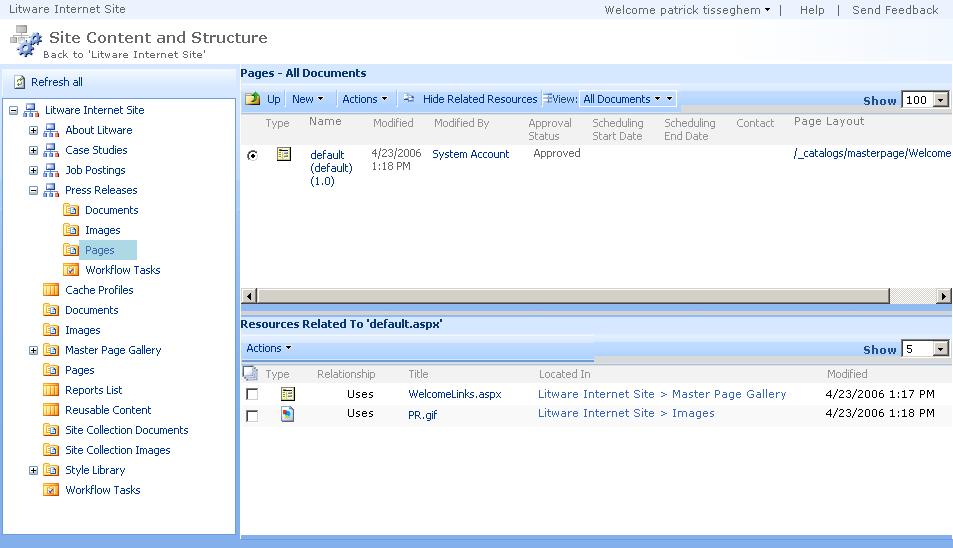 Litware Internet Site
Welcome patrick tisseghem | Help | Send Feedback
Site Content and Structure
Back to 'Litware Internet Site'
Refresh all
Litware Internet Site
About Litware
Case Studies
Job Postings
Press Releases
Documents
Images
Pages
Workflow Tasks
Cache Profiles
Documents
Images
Master Page Gallery
Pages
Reports List
Reusable Content
Site Collection Documents
Site Collection Images
Style Library
Workflow Tasks
Pages - All Documents
Up New Actions Hide Related Resources View: All Documents Show 100
Type Name Modified Modified By Approval Status Scheduling Start Date Scheduling End Date Contact Page Layout
default (default) (1.0) 4/23/2006 1:18 PM System Account Approved /_catalogs/masterpage/Welcome
Resources Related To 'default.aspx'
Actions Show 5
Type Relationship Title Located In Modified
Uses WelcomeLinks.aspx Litware Internet Site > Master Page Gallery 4/23/2006 1:17 PM
Uses PR.gif Litware Internet Site > Images 4/23/2006 1:18 PM